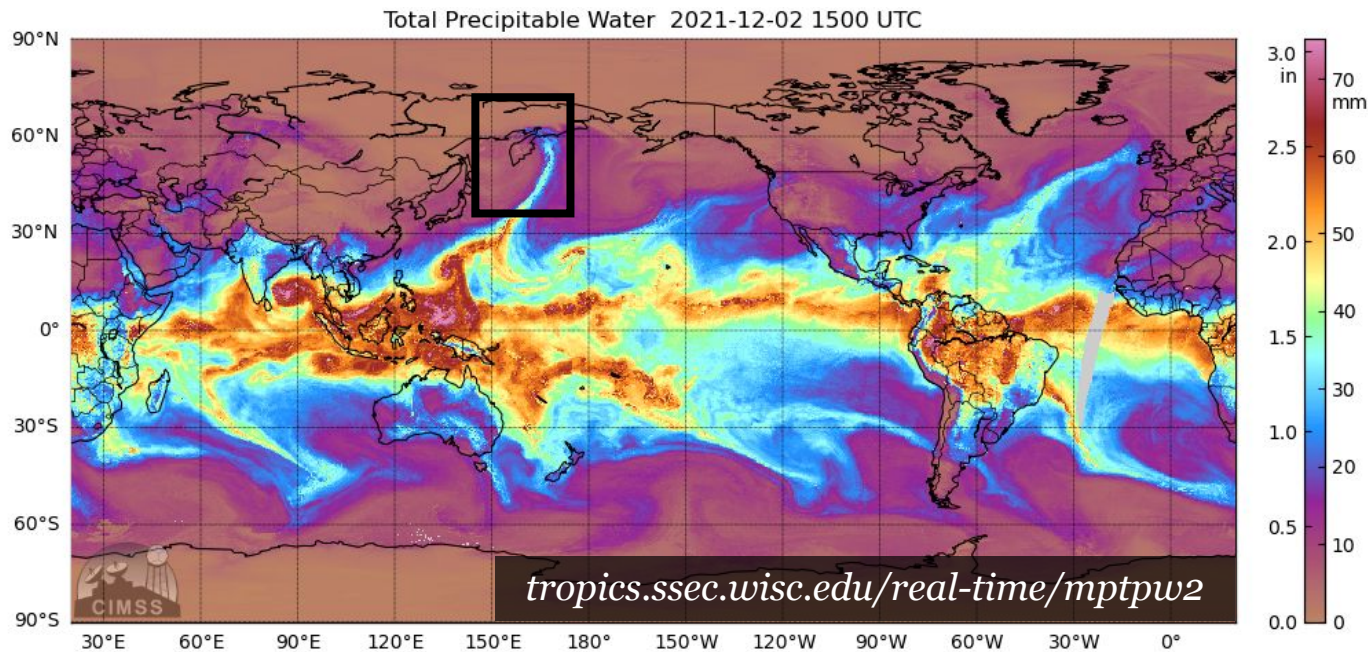 Total Precipitable Water 2021-12-02 1500 UTC
90°N
60°N
30°N
0°
30°S
60°S
90°S
30°E
60°E
90°E
120°E
150°E
180°
150°W
120°W
90°W
60°W
30°W
0°
3.0
in
2.5
2.0
1.0
0.5
0.0
70
mm
60
50
40
30
20
10
0
CIMSS
tropics.ssec.wisc.edu/real-time/mptpw2